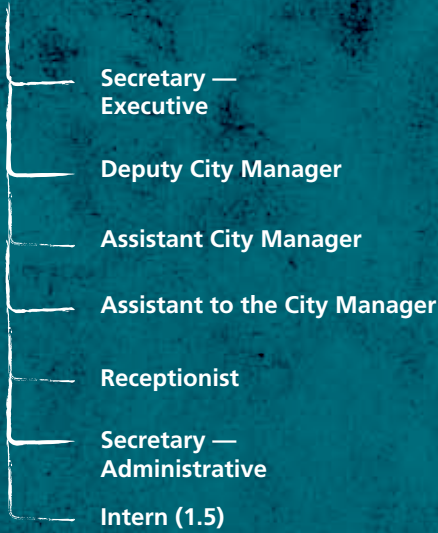 Secretary —
Executive
Deputy City Manager
Assistant City Manager
Assistant to the City Manager
Receptionist
Secretary —
Administrative
Intern (1.5)